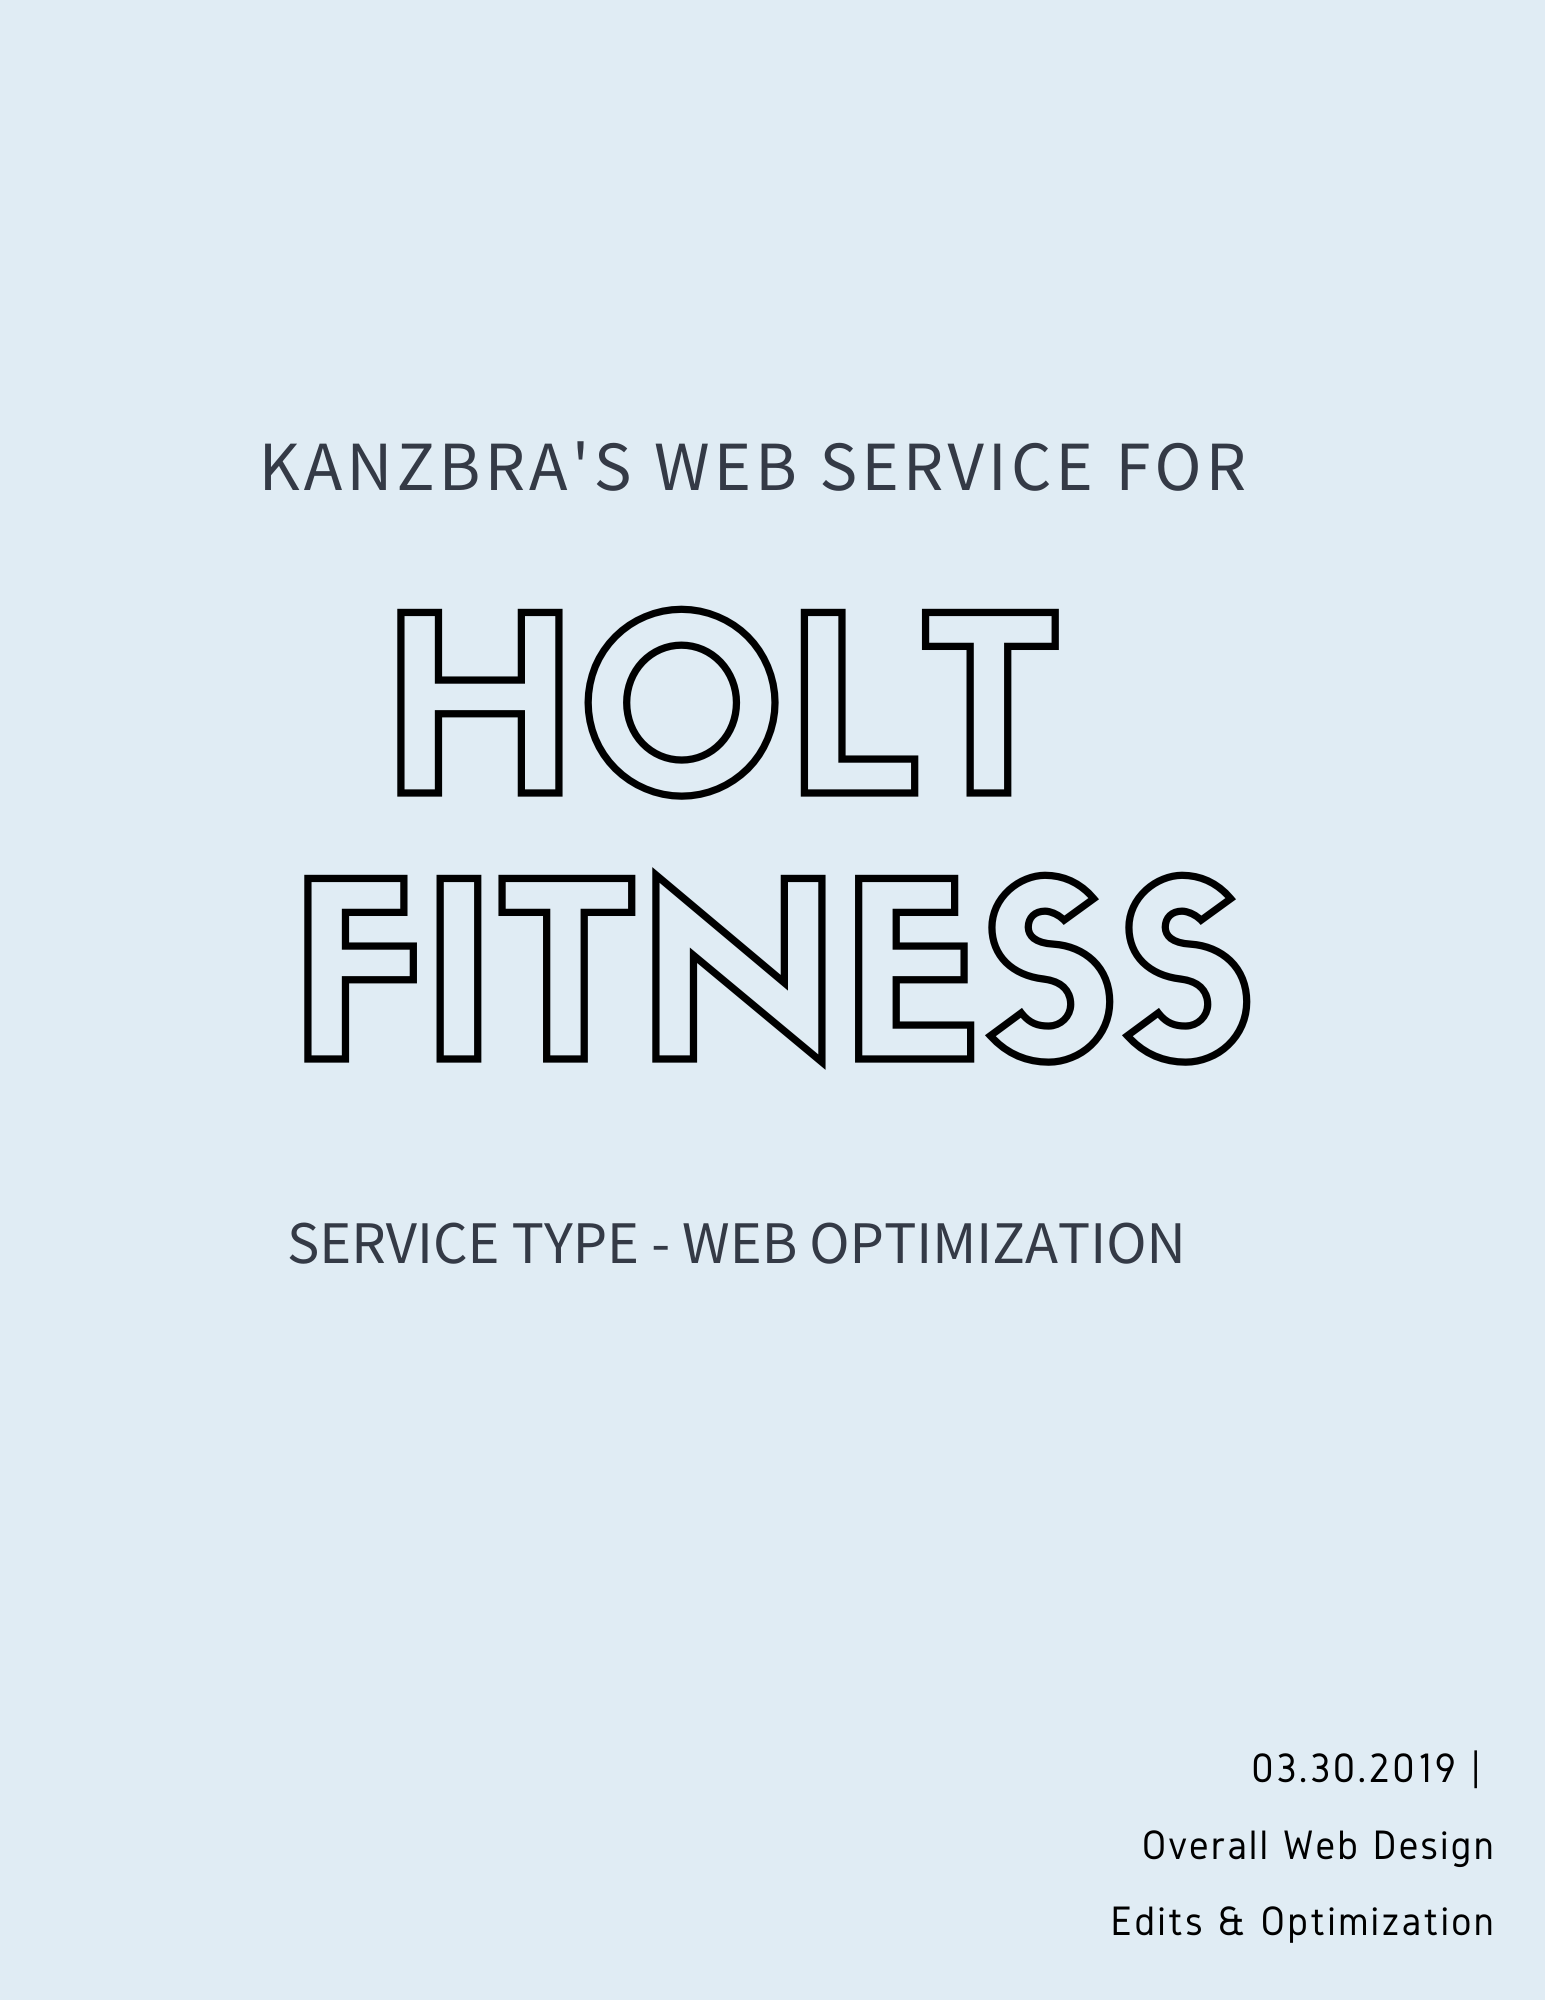 KANZBRA'S WEB SERVICE FOR
HOLT
FITNESS
SERVICE TYPE - WEB OPTIMIZATION
03.30.2019 |
Overall Web Design
Edits & Optimization